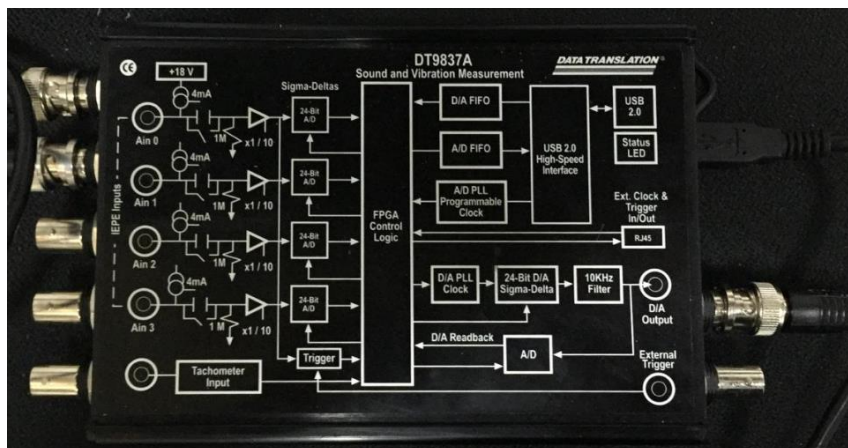 DT9837A
Sound and Vibration Measurement
DATA TRANSLATION®
CE
+18 V
4mA
Ain 0
1M
x1 / 10
Sigma-Deltas
24-Bit
A/D
4mA
Ain 1
1M
x1 / 10
24-Bit
A/D
4mA
Ain 2
1M
x1 / 10
24-Bit
A/D
4mA
Ain 3
1 M
x1 / 10
24-Bit
A/D
IEPE Inputs
Tachometer
Input
Trigger
FPGA
Control
Logic
D/A FIFO
A/D FIFO
A/D PLL
Programmable
Clock
USB 2.0
High-Speed
Interface
USB
2.0
Status
LED
Ext. Clock &
Trigger
In/Out
RJ45
D/A PLL
Clock
24-Bit D/A
Sigma-Delta
10KHz
Filter
D/A
Output
D/A Readback
A/D
External
Trigger